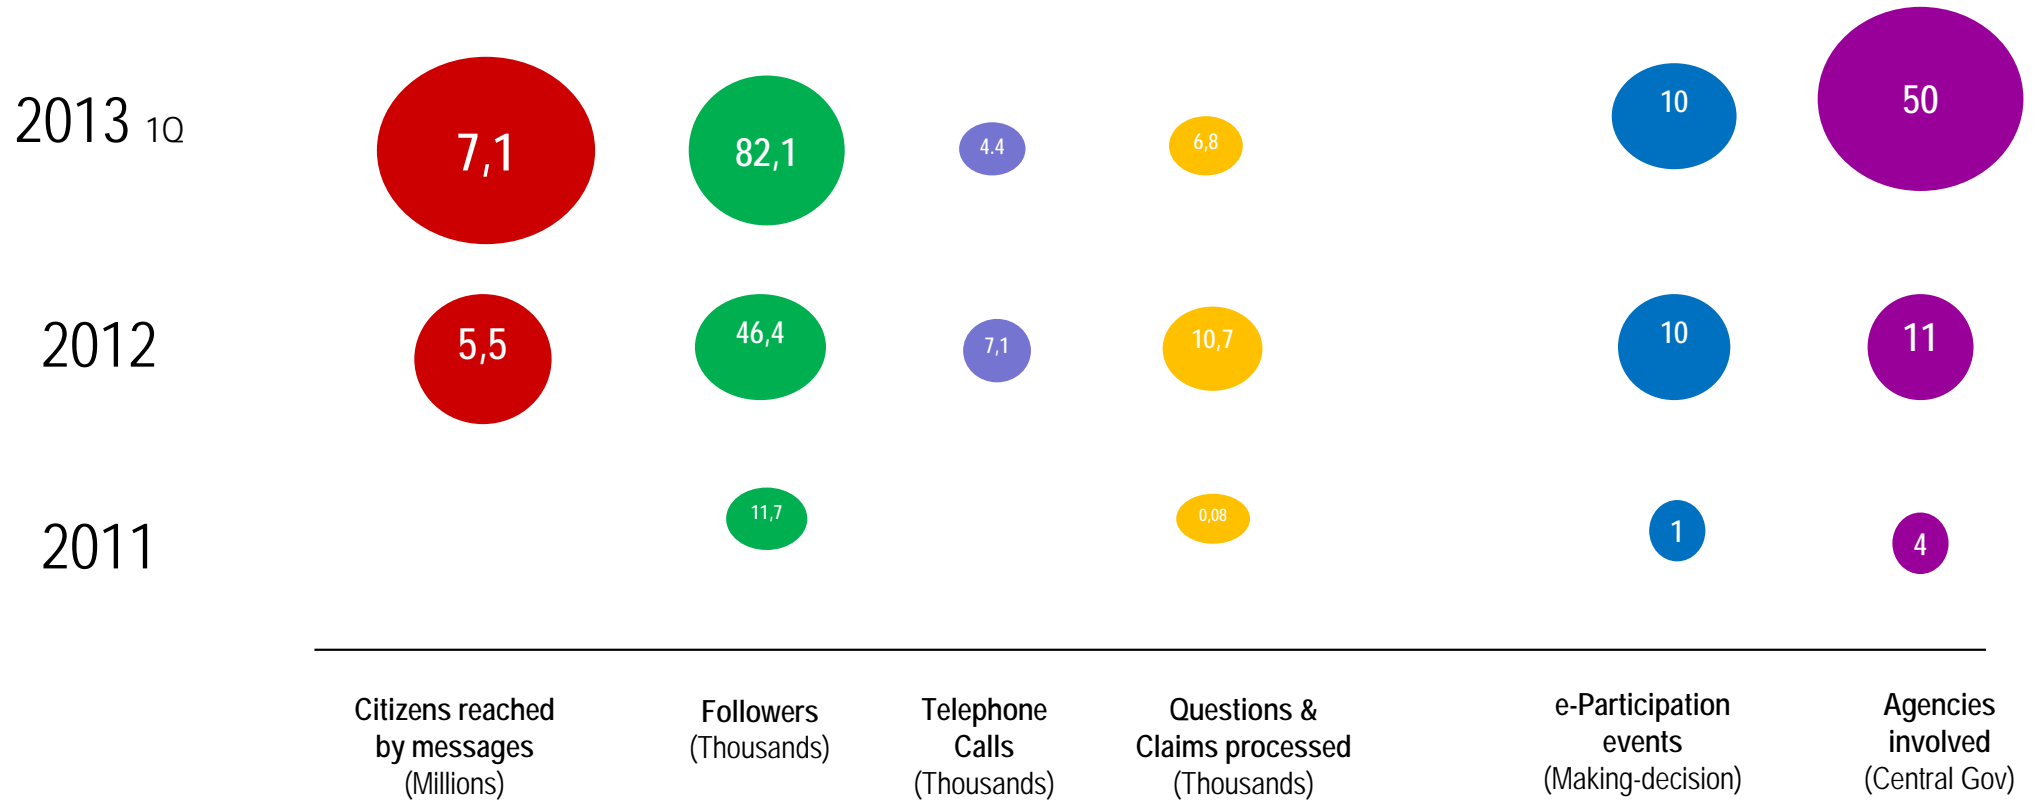 2013 1Q
7,1
82,1
4.4
6,8
10
50
2012
5,5
46,4
7,1
10,7
10
11
2011
11,7
0,08
1
4
Citizens reached
by messages
(Millions)
Followers
(Thousands)
Telephone
Calls
(Thousands)
Questions &
Claims processed
(Thousands)
e-Participation
events
(Making-decision)
Agencies
involved
(Central Gov)